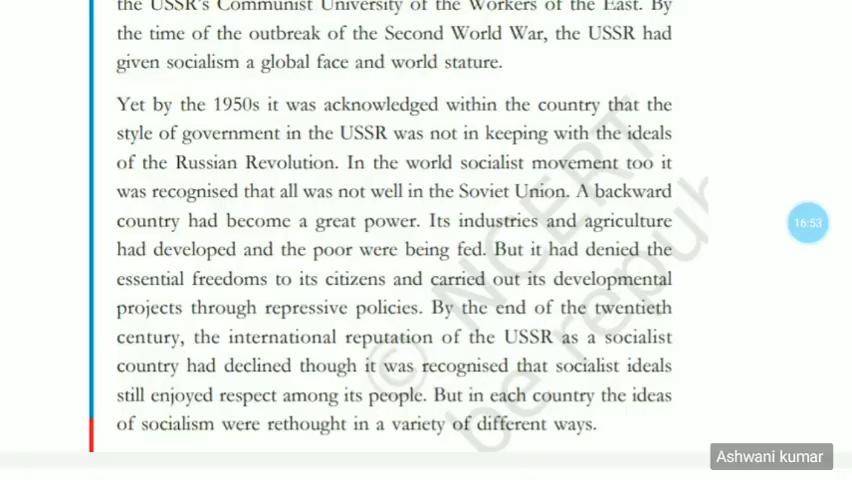 the USSR's Communist University of the Workers of the East. By
the time of the outbreak of the Second World War, the USSR had
given socialism a global face and world stature.
Yet by the 1950s it was acknowledged within the country that the
style of government in the USSR was not in keeping with the ideals
of the Russian Revolution. In the world socialist movement too it
was recognised that all was not well in the Soviet Union. A backward
country had become a great power. Its industries and agriculture
had developed and the poor were being fed. But it had denied the
essential freedoms to its citizens and carried out its developmental
projects through repressive policies. By the end of the twentieth
century, the international reputation of the USSR as a socialist
country had declined though it was recognised that socialist ideals
still enjoyed respect among its people. But in each country the ideas
of socialism were rethought in a variety of different ways.
© NCERT
be repub
16:53
Ashwani kumar